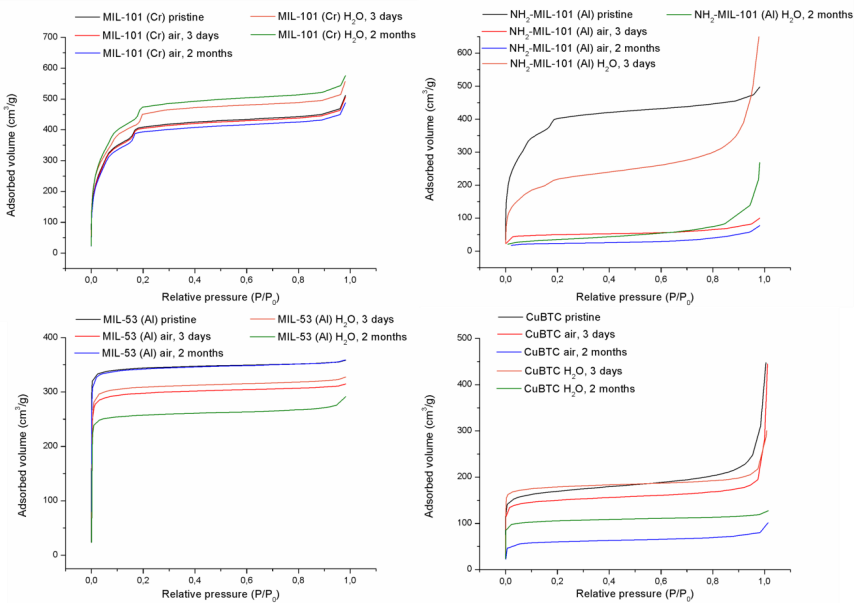 MIL-101 (Cr) pristine
MIL-101 (Cr) H₂O, 3 days
MIL-101 (Cr) air, 3 days
MIL-101 (Cr) H₂O, 2 months
MIL-101 (Cr) air, 2 months
700
600
500
400
300
200
100
0
Adsorbed volume (cm³/g)
0,0 0,2 0,4 0,6 0,8 1,0
Relative pressure (P/P₀)
NH₂-MIL-101 (Al) pristine
NH₂-MIL-101 (Al) H₂O, 2 months
NH₂-MIL-101 (Al) air, 3 days
NH₂-MIL-101 (Al) air, 2 months
NH₂-MIL-101 (Al) H₂O, 3 days
600
500
400
300
200
100
0
Adsorbed volume (cm³/g)
0,0 0,2 0,4 0,6 0,8 1,0
Relative pressure (P/P₀)
MIL-53 (Al) pristine
MIL-53 (Al) H₂O, 3 days
MIL-53 (Al) air, 3 days
MIL-53 (Al) H₂O, 2 months
MIL-53 (Al) air, 2 months
400
300
200
100
0
Adsorbed volume (cm³/g)
0,0 0,2 0,4 0,6 0,8 1,0
Relative pressure (P/P₀)
CuBTC pristine
CuBTC air, 3 days
CuBTC air, 2 months
CuBTC H₂O, 3 days
CuBTC H₂O, 2 months
500
400
300
200
100
0
Adsorbed volume (cm³/g)
0,0 0,2 0,4 0,6 0,8 1,0
Relative pressure (P/P₀)